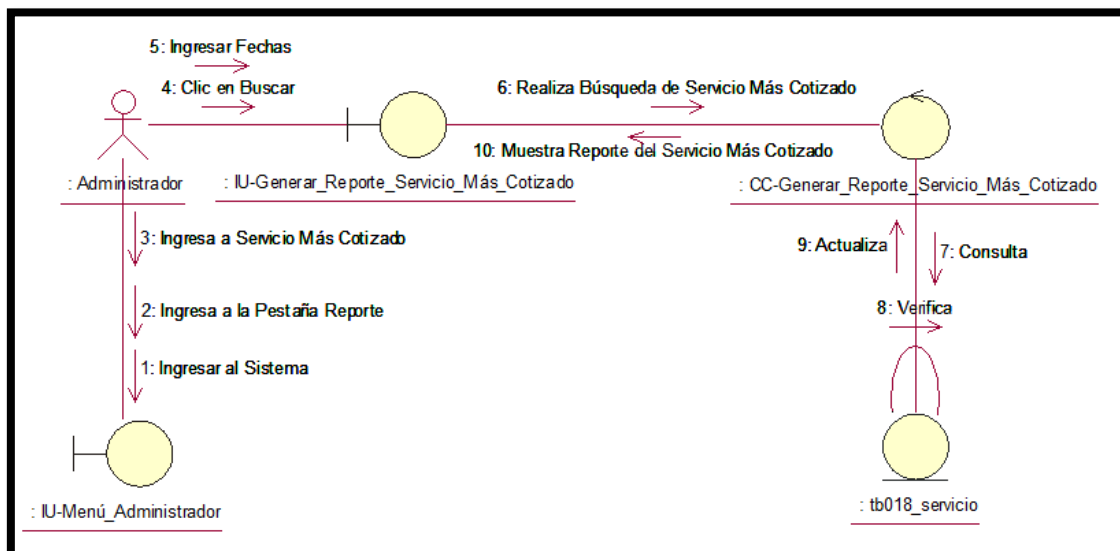 5: Ingresar Fechas
4: Clic en Buscar
6: Realiza Búsqueda de Servicio Más Cotizado
10: Muestra Reporte del Servicio Más Cotizado
: Administrador
: IU-Generar_Reporte_Servicio_Más_Cotizado
: CC-Generar_Reporte_Servicio_Más_Cotizado
3: Ingresa a Servicio Más Cotizado
9: Actualiza
7: Consulta
2: Ingresa a la Pestaña Reporte
8: Verifica
1: Ingresar al Sistema
: IU-Menú_Administrador
: tb018_servicio